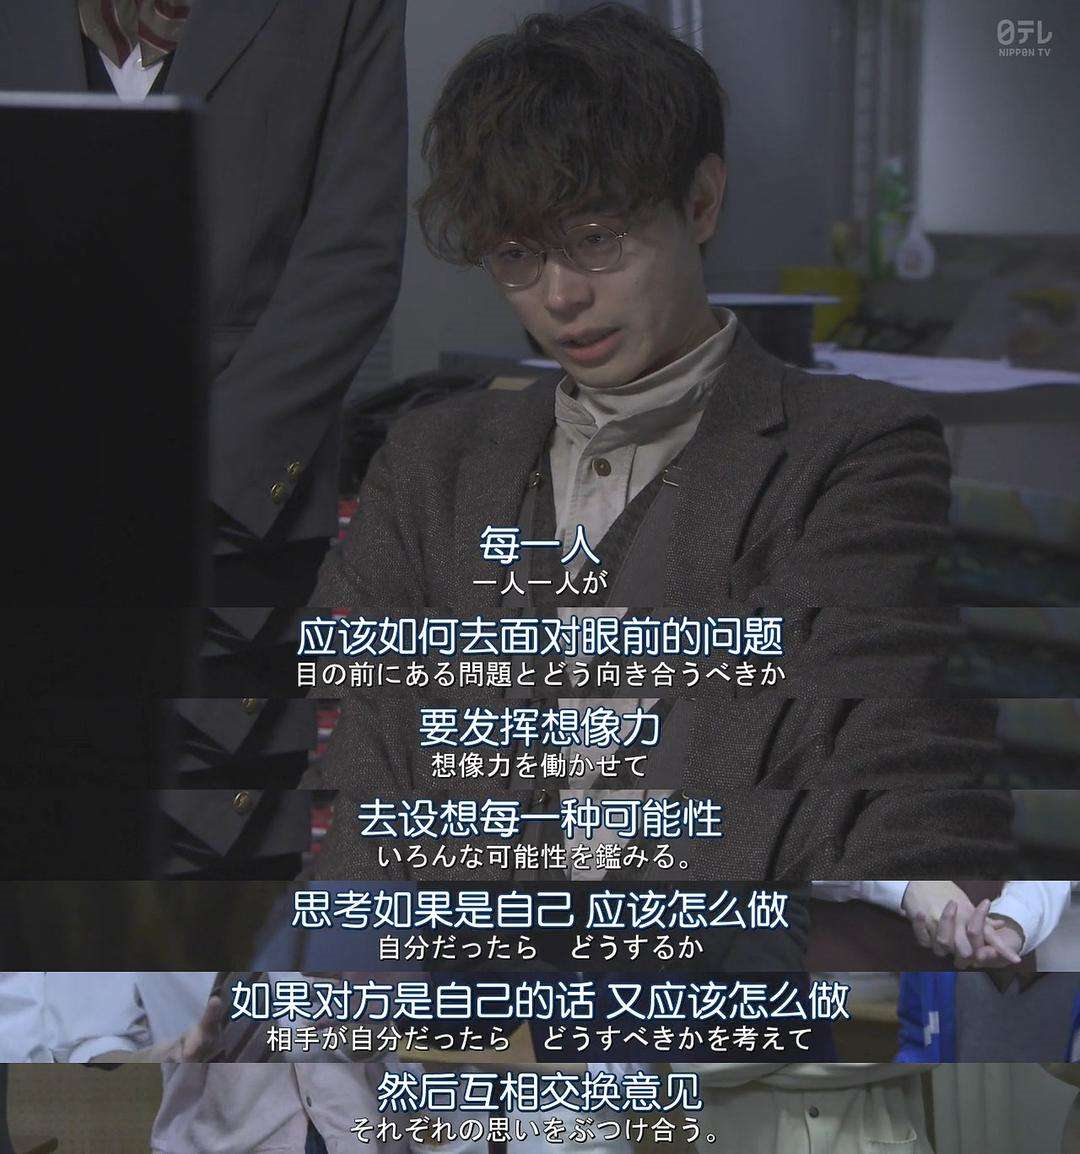 日テレ
NIPPON TV
每一人
一人一人が
应该如何去面对眼前的问题
目の前にある問題とどう向き合うべきか
要发挥想像力
想像力を働かせて
去设想每一种可能性
いろんな可能性を鑑みる。
思考如果是自己 应该怎么做
自分だったら　どうするか
如果对方是自己的话 又应该怎么做
相手が自分だったら　どうすべきかを考えて
然后互相交换意见
それぞれの思いをぶつけ合う。